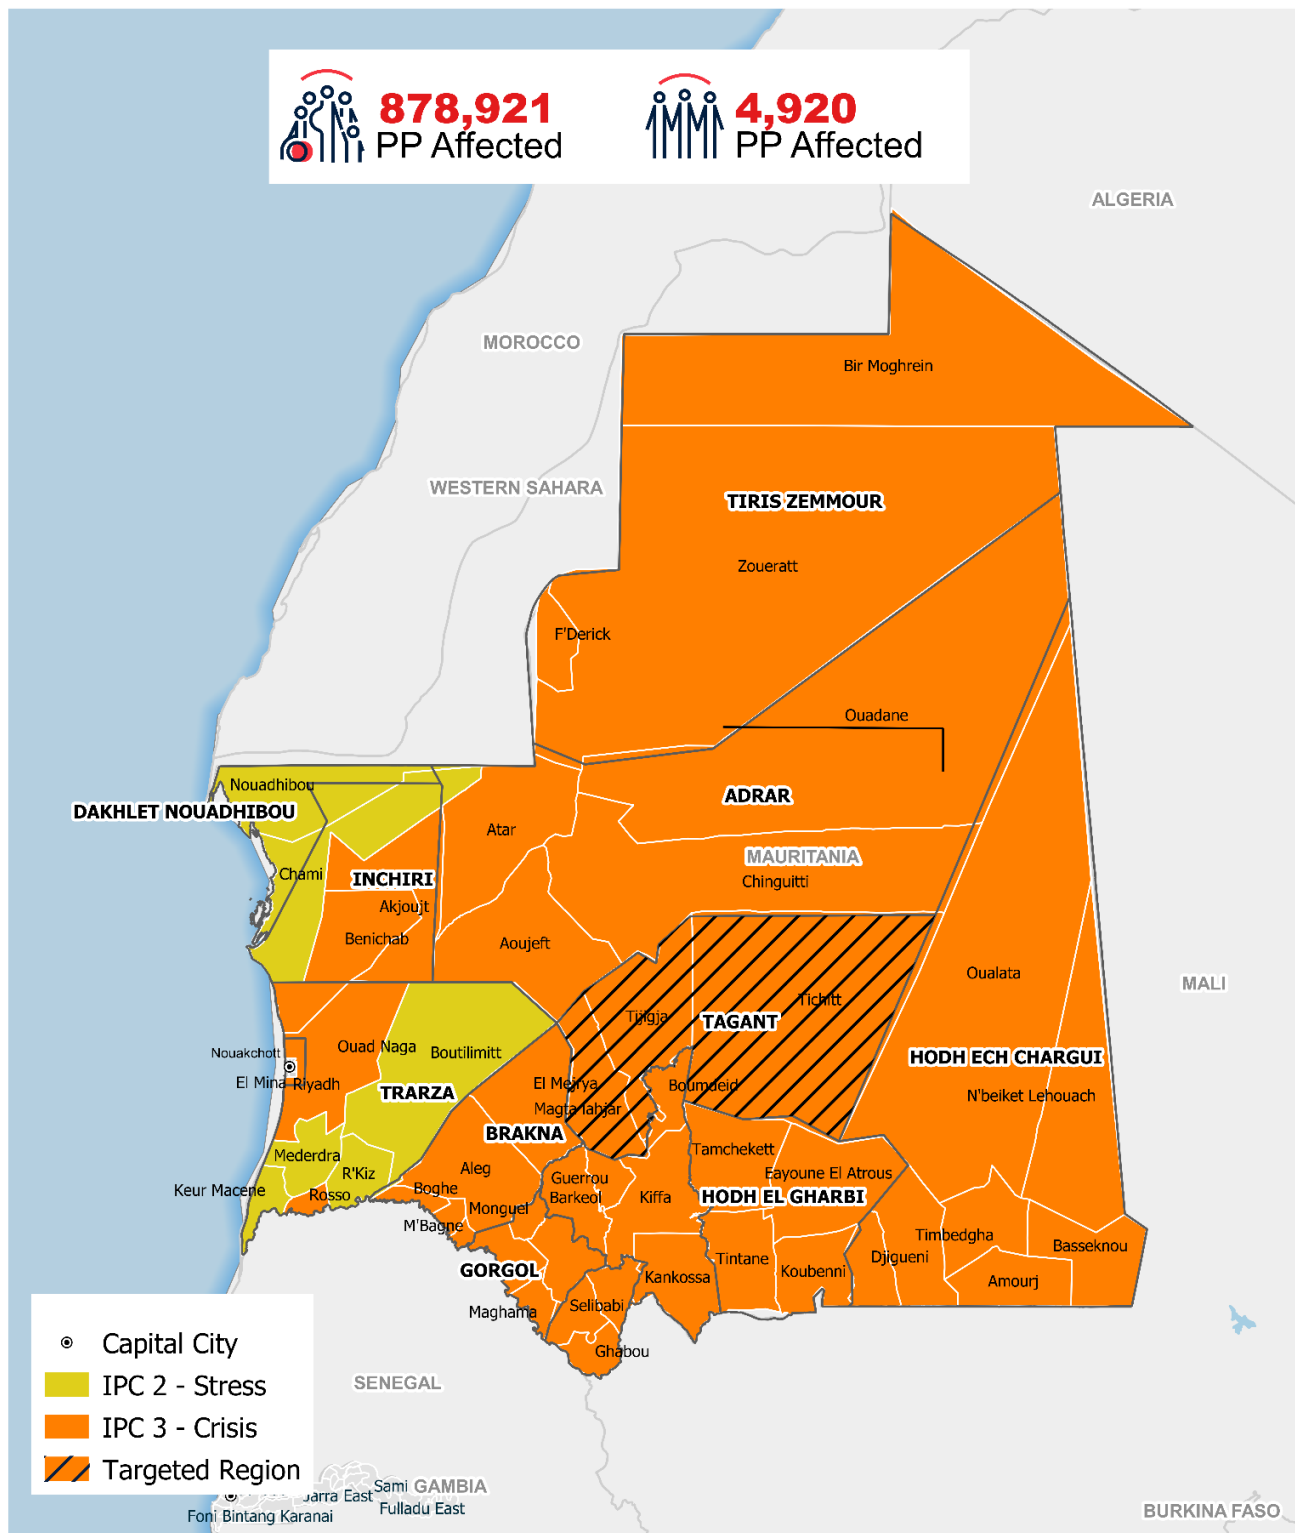 878,921
PP Affected
4,920
PP Affected
ALGERIA
MOROCCO
Bir Moghrein
WESTERN SAHARA
TIRIS ZEMMOUR
Zoueratt
F'Derick
Ouadane
Nouadhibou
DAKHLET NOUADHIBOU
ADRAR
Atar
MAURITANIA
Chami
INCHIRI
Chinguitti
Akjoujt
Benichab
Aoujeft
Oualata
MALI
Tichitt
Tijigja
TAGANT
Ouad Naga
Boutilimitt
Nouakchott
HODH ECH CHARGUI
El Mina
Riyadh
El Mejrya
Boumdeid
TRARZA
N'beiket Lehouach
Magta lahjar
BRAKNA
Tamchekett
Mederdra
Aleg
R'Kiz
Eayoune El Atrous
Guerrou
Keur Macene
Rosso
Boghe
Barkeol
Kiffa
HODH EL GHARBI
Monguel
M'Bagne
Timbedgha
Basseknou
Tintane
Djigueni
GORGOL
Koubenni
Kankossa
Amourj
Maghama
Selibabi
Ghabou
Capital City
IPC 2 - Stress
IPC 3 - Crisis
Targeted Region
SENEGAL
Sami
GAMBIA
Jarra East
Fulladu East
Foni Bintang Karanai
BURKINA FASO